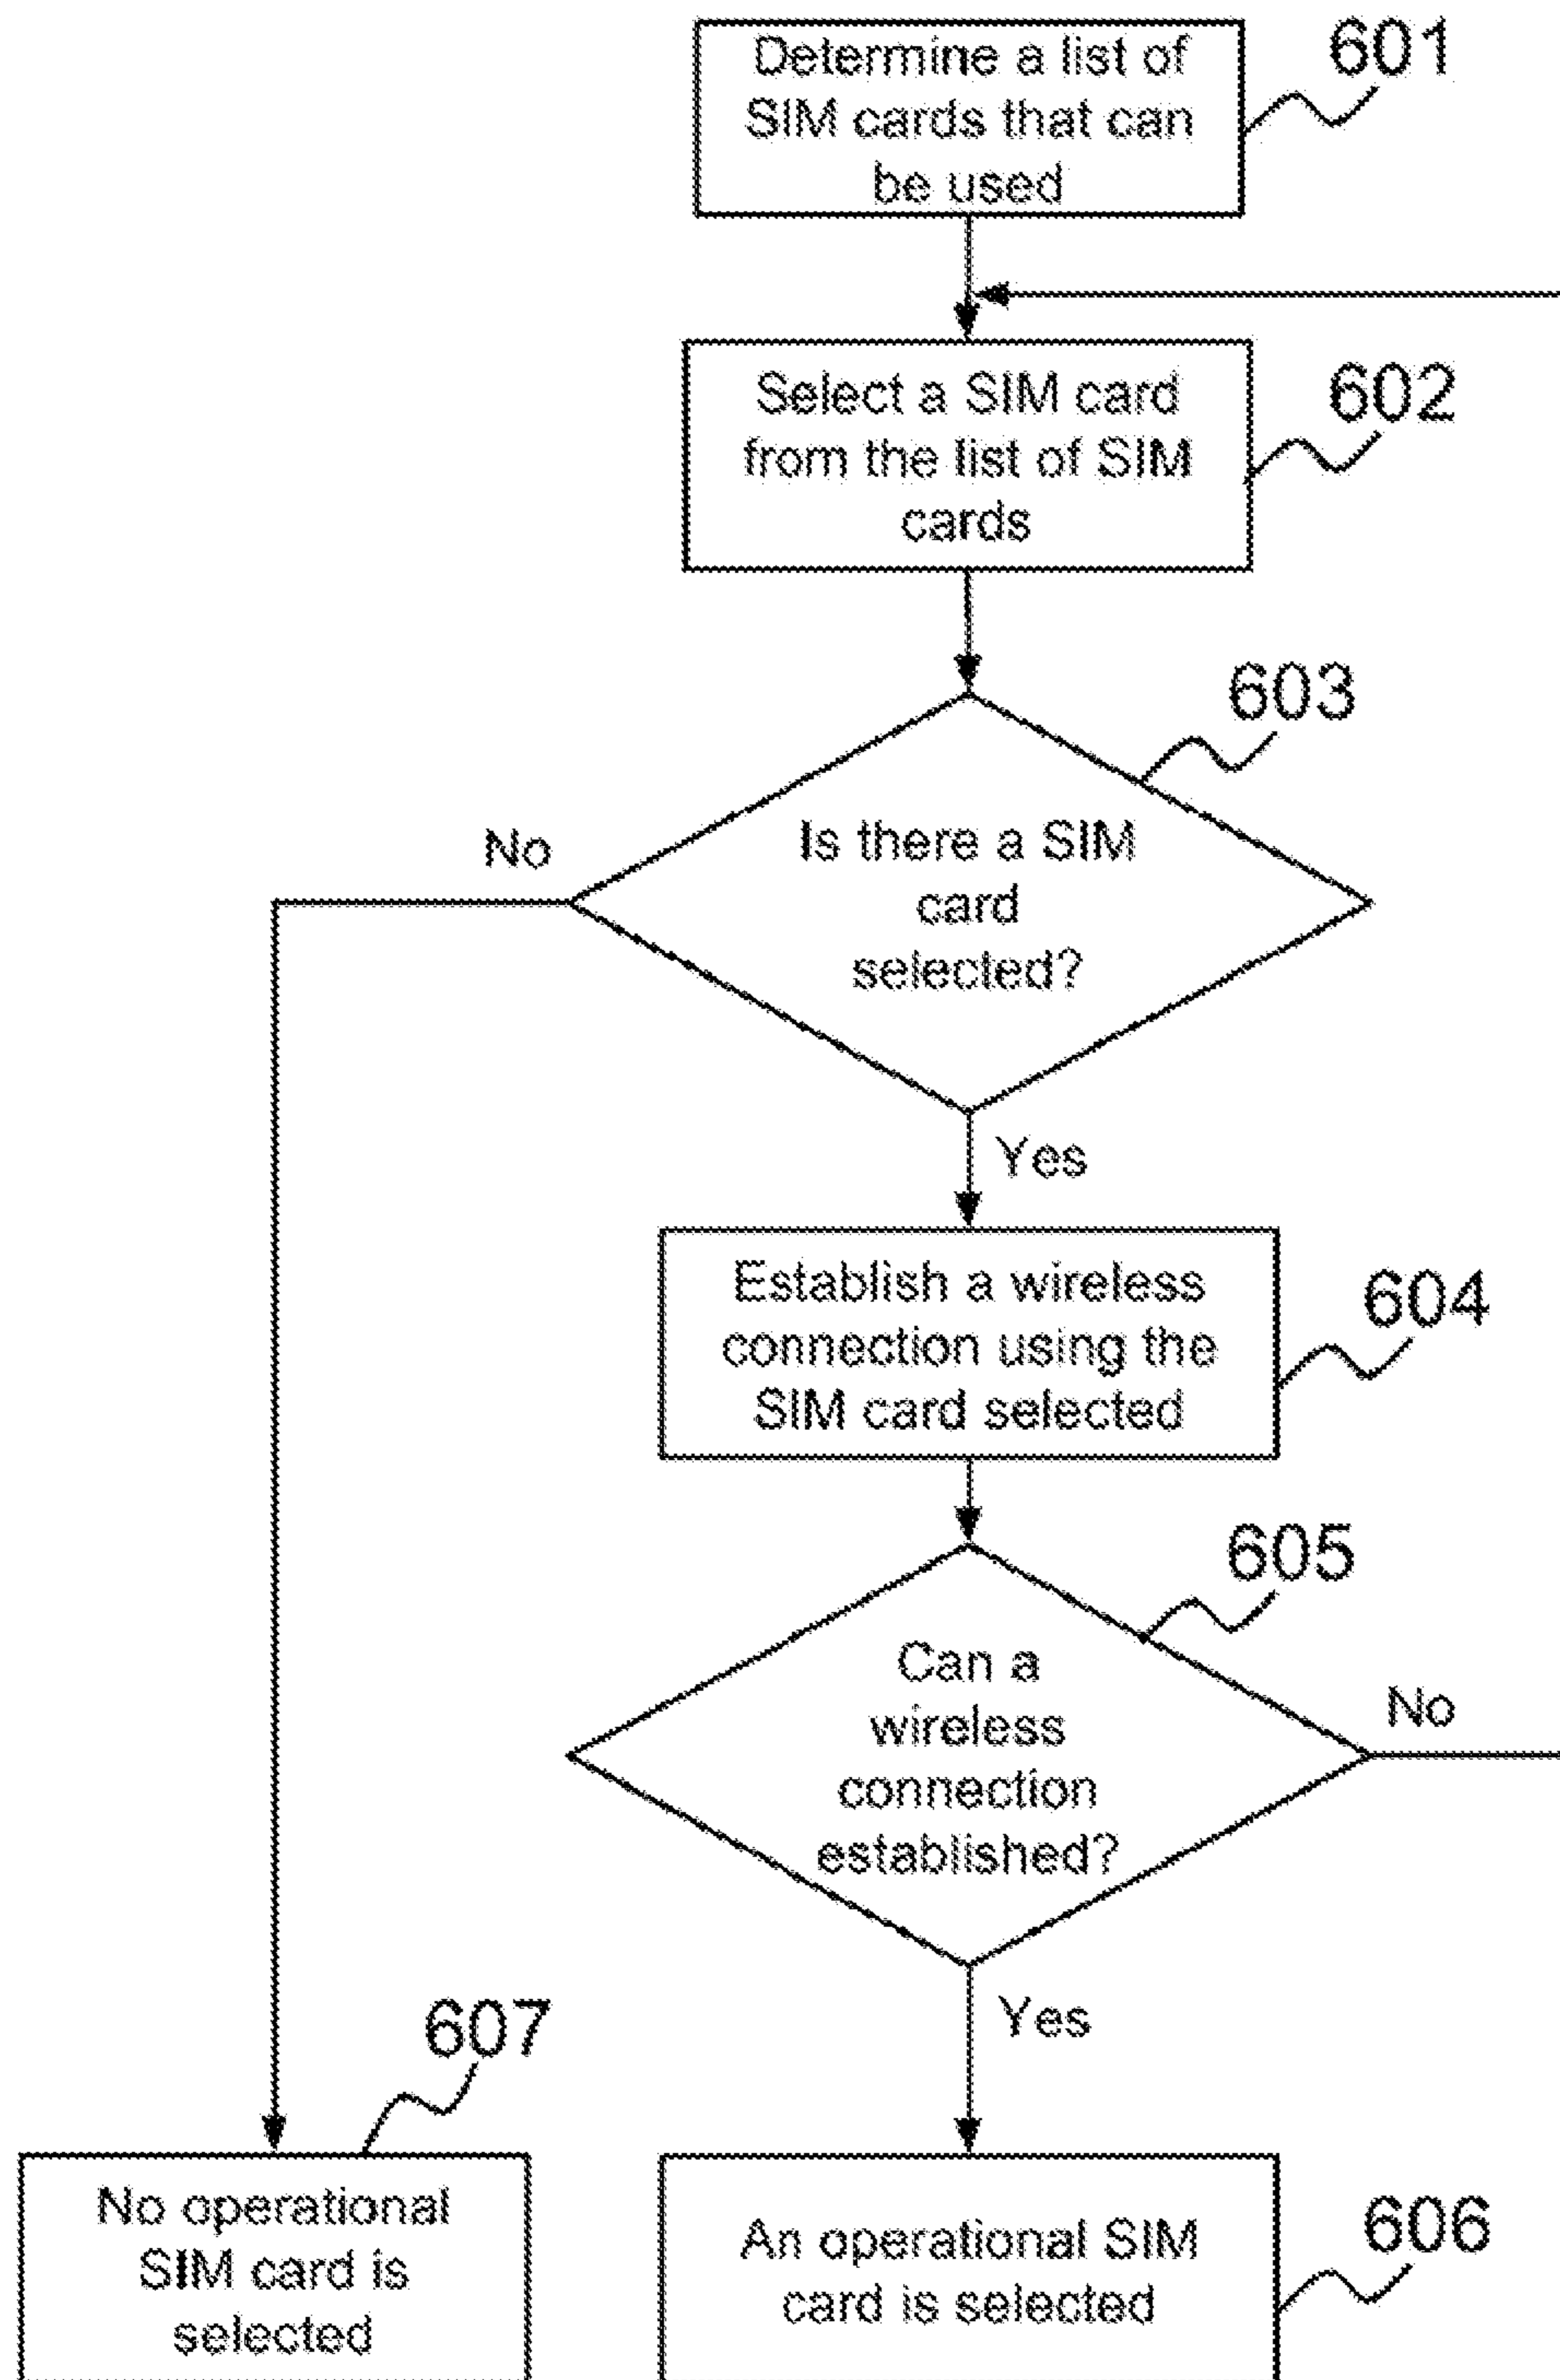 Determine a list of
SIM cards that can
be used
601
Select a SIM card
from the list of SIM
cards
602
603
Is there a SIM
card
selected?
No
Yes
Establish a wireless
connection using the
SIM card selected
604
605
Can a
wireless
connection
established?
No
Yes
607
No operational
SIM card is
selected
An operational SIM
card is selected
606